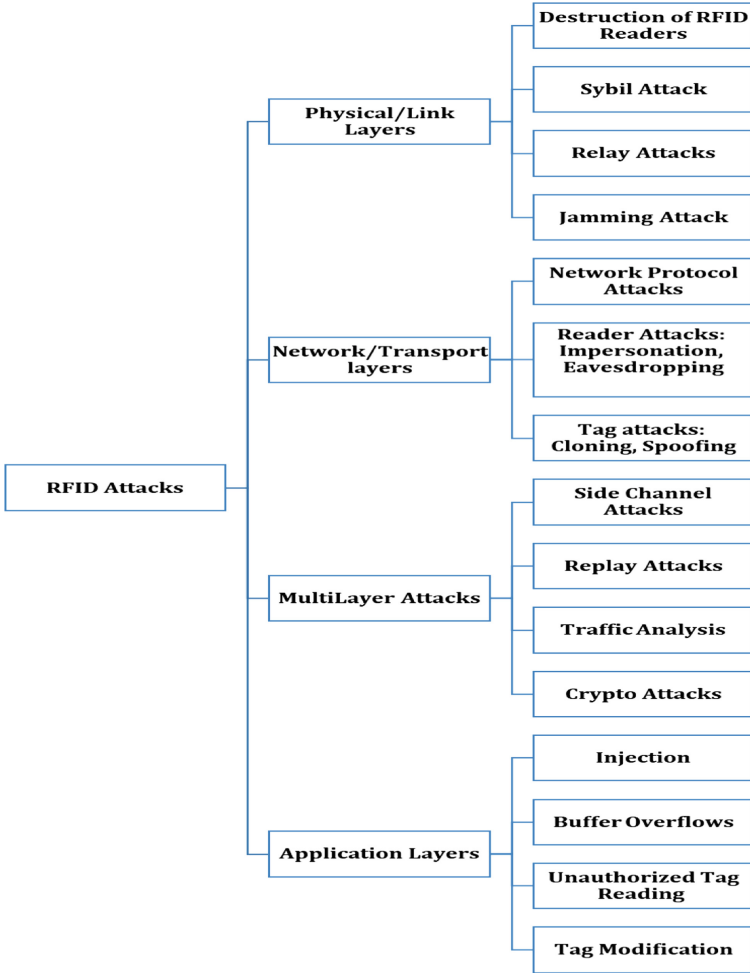 RFID Attacks
Physical/Link
Layers
Destruction of RFID
Readers
Sybil Attack
Relay Attacks
Jamming Attack
Network/Transport
layers
Network Protocol
Attacks
Reader Attacks:
Impersonation,
Eavesdropping
Tag attacks:
Cloning, Spoofing
MultiLayer Attacks
Side Channel
Attacks
Replay Attacks
Traffic Analysis
Crypto Attacks
Application Layers
Injection
Buffer Overflows
Unauthorized Tag
Reading
Tag Modification